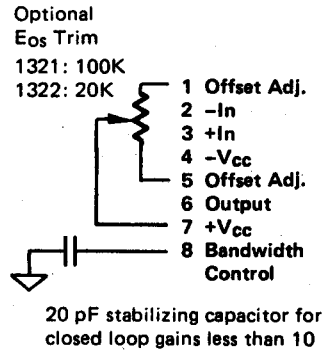 Optional
EOS Trim
1321: 100K
1322: 20K
1 Offset Adj.
2 –In
3 +In
4 –VCC
5 Offset Adj.
6 Output
7 +VCC
8 Bandwidth
Control
20 pF stabilizing capacitor for
closed loop gains less than 10